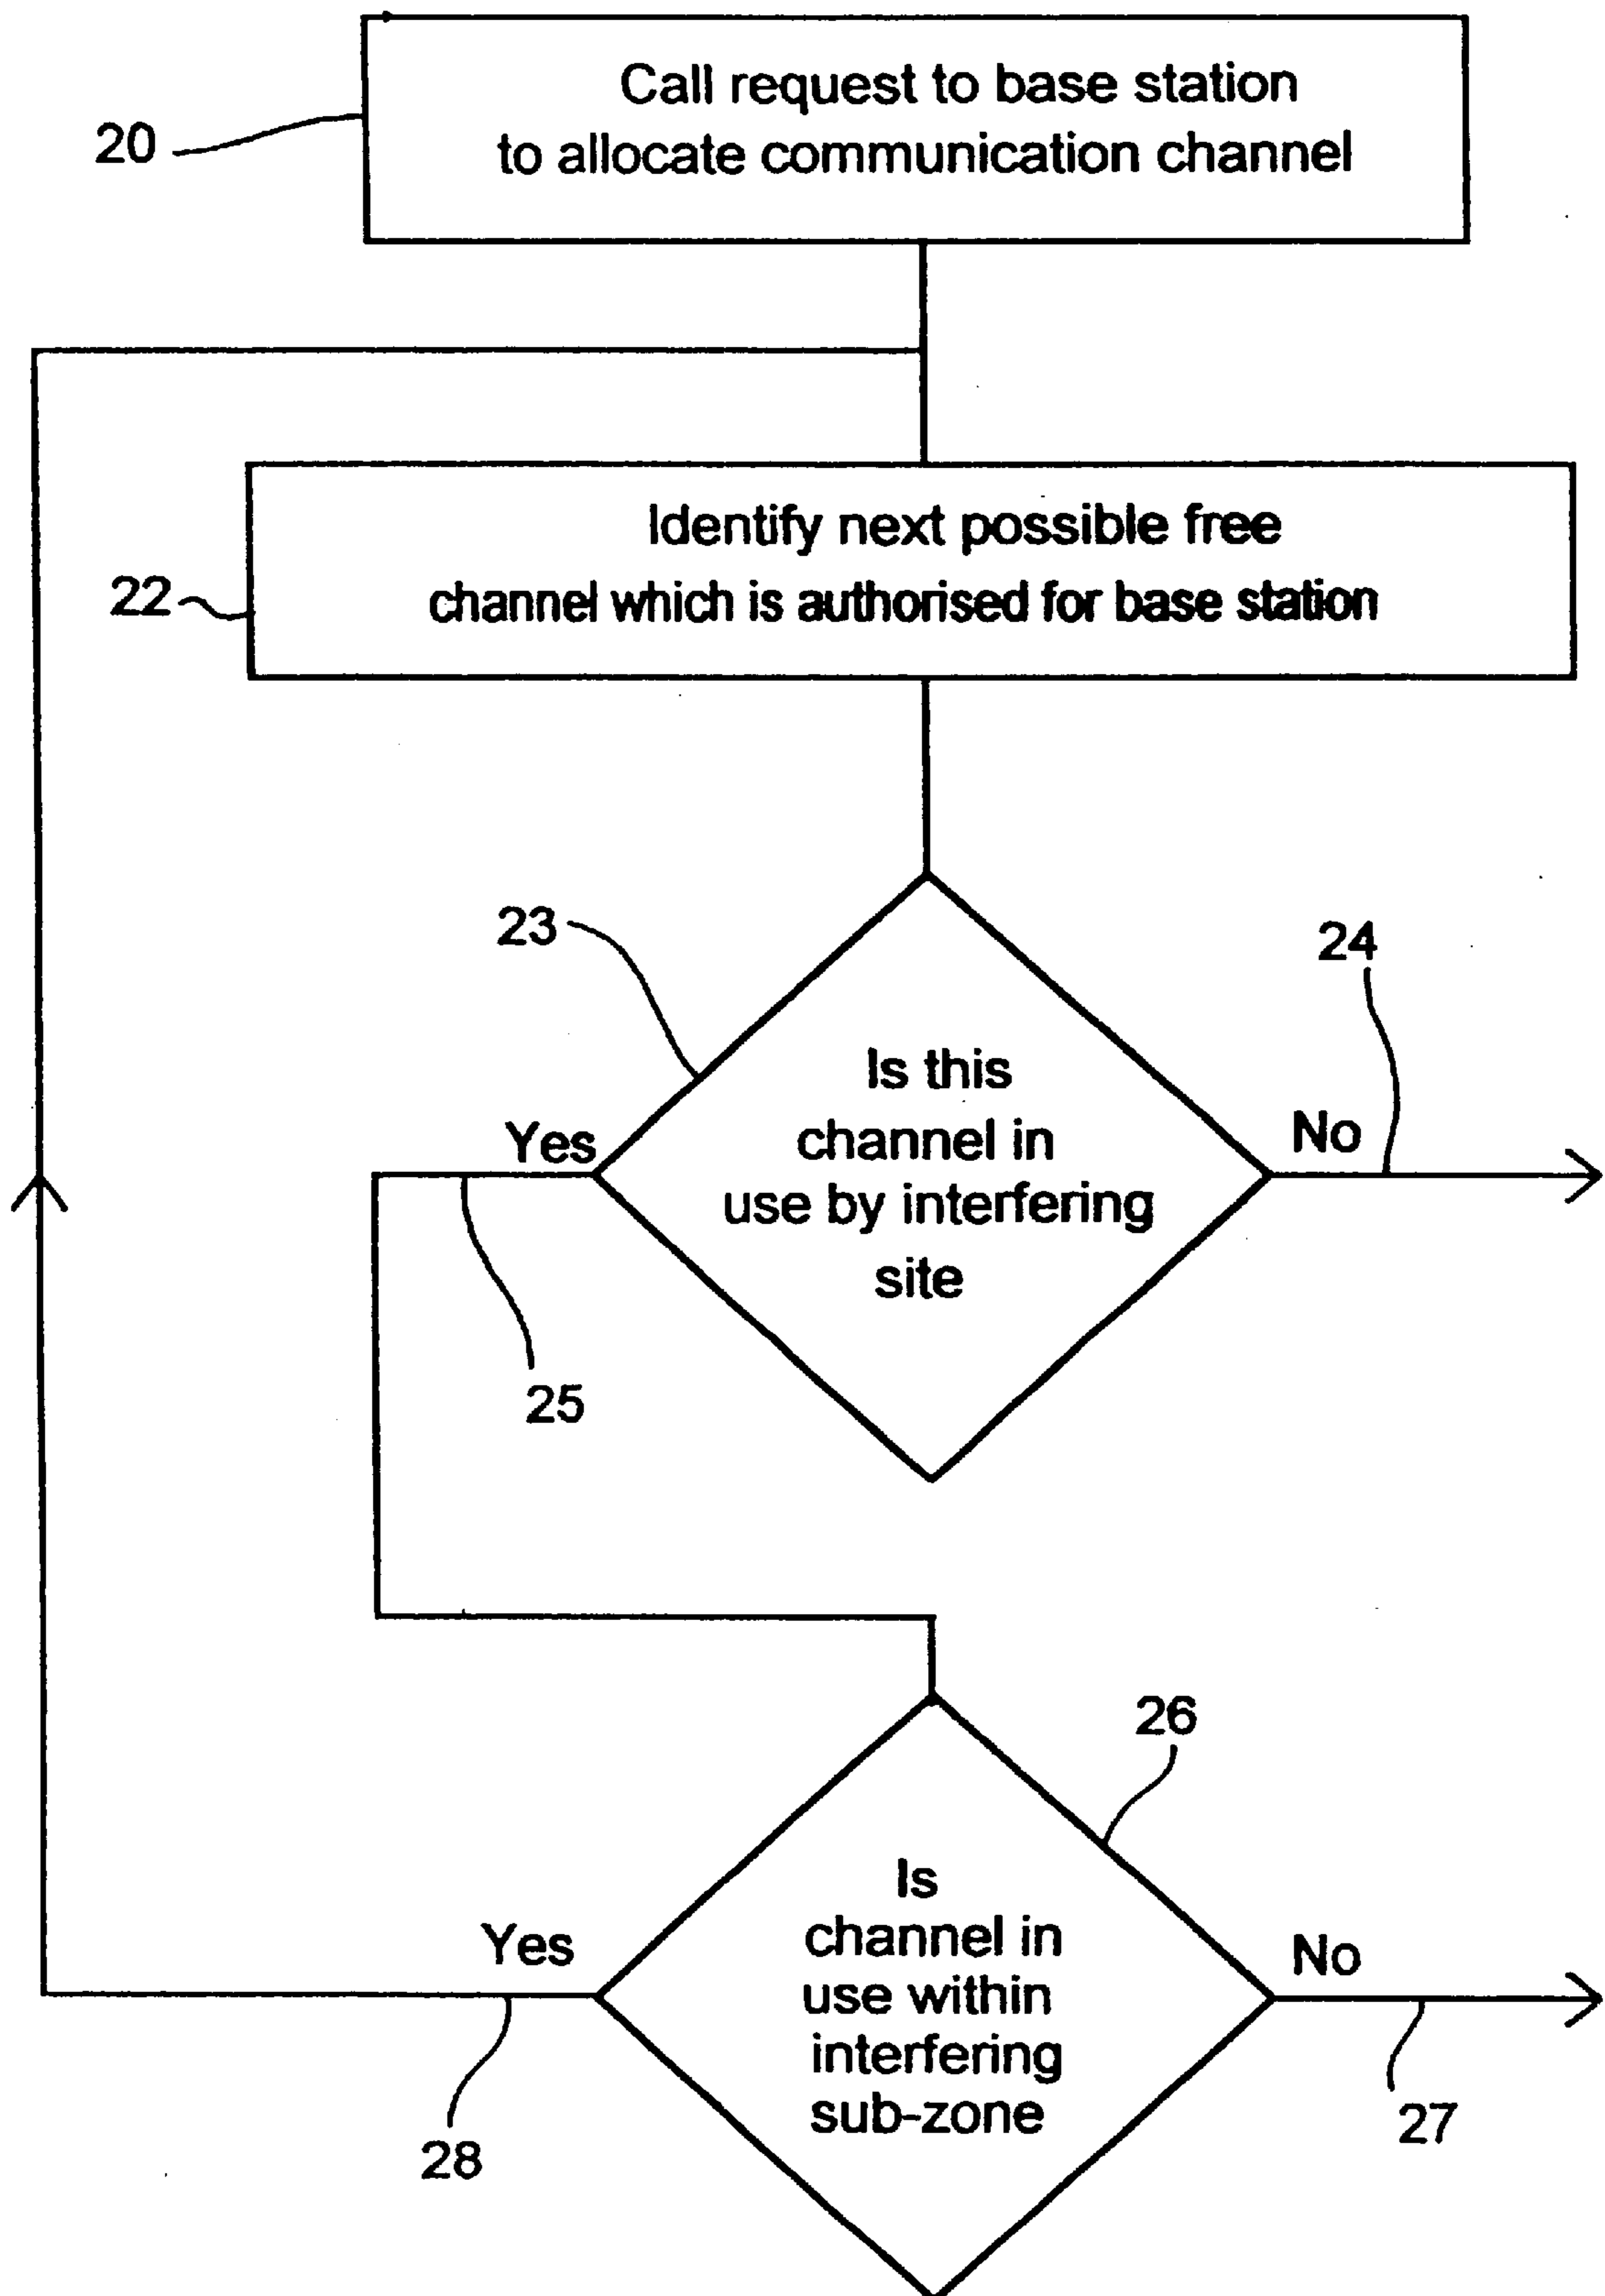 Call request to base station
20
to allocate communication channel
Identify next possible free
22
channel which is authorised for base station
23
24
Is this
Yes
channel in
No
use by interfering
site
25
26
Is
Yes
channel in
No
use within
interfering
sub-zone
28
27